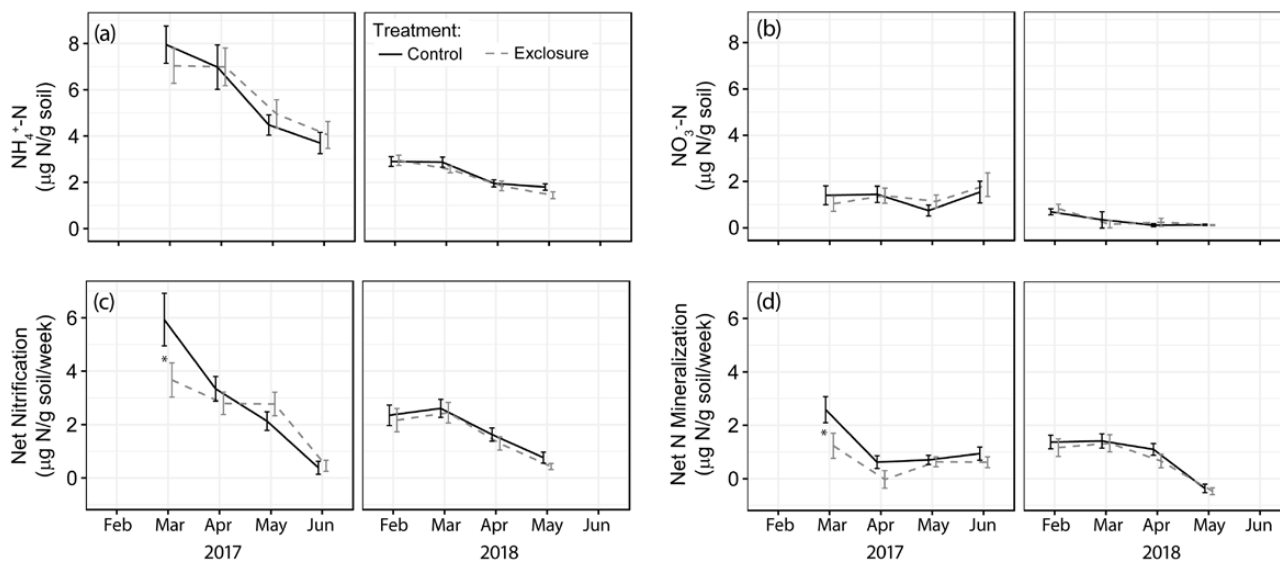 (a)
Treatment:
Control
Exclosure
NH₄⁺-N
(µg N/g soil)
8
6
4
2
0
(b)
NO₃⁻-N
(µg N/g soil)
8
6
4
2
0
(c)
Net Nitrification
(µg N/g soil/week)
6
4
2
0
*
Feb Mar Apr May Jun
2017
Feb Mar Apr May Jun
2018
(d)
Net N Mineralization
(µg N/g soil/week)
6
4
2
0
*
Feb Mar Apr May Jun
2017
Feb Mar Apr May Jun
2018